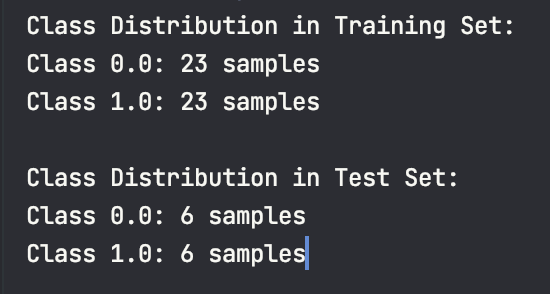 Class Distribution in Training Set:
Class 0.0: 23 samples
Class 1.0: 23 samples
Class Distribution in Test Set:
Class 0.0: 6 samples
Class 1.0: 6 samples